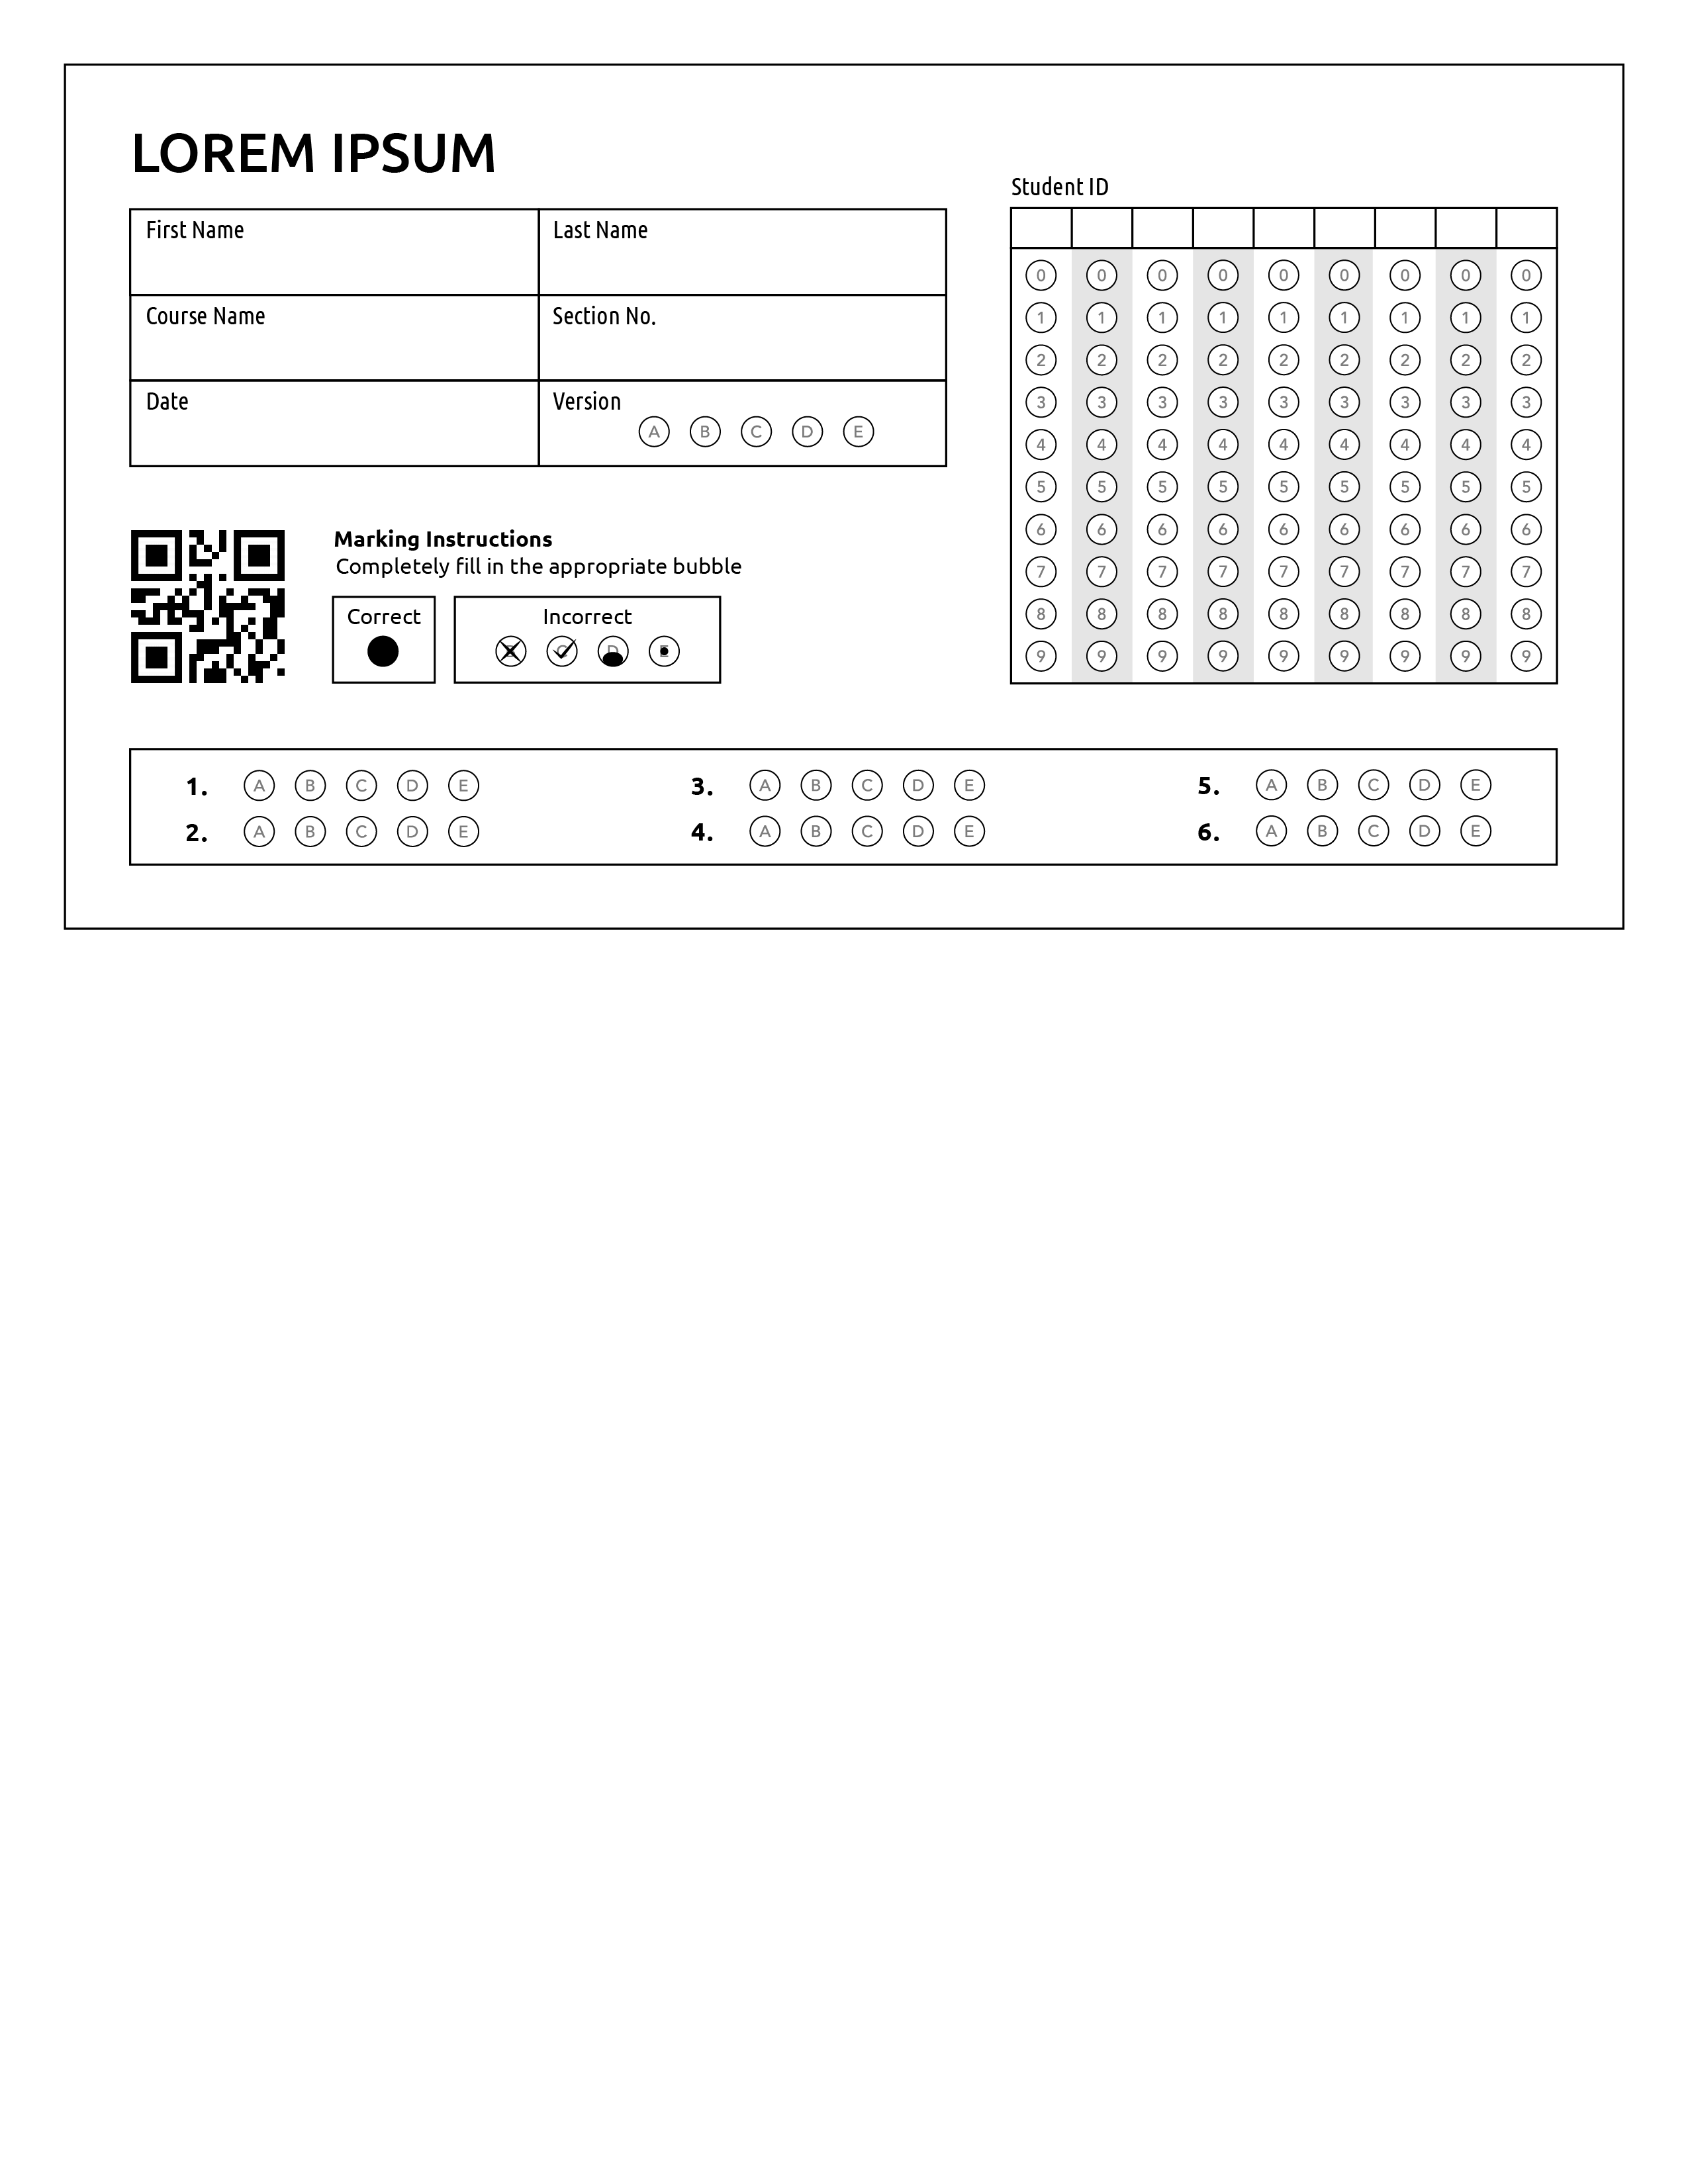 LOREM IPSUM
First Name
Last Name
Course Name
Section No.
Date
Version
A B C D E
Student ID
0 0 0 0 0 0 0 0 0
1 1 1 1 1 1 1 1 1
2 2 2 2 2 2 2 2 2
3 3 3 3 3 3 3 3 3
4 4 4 4 4 4 4 4 4
5 5 5 5 5 5 5 5 5
6 6 6 6 6 6 6 6 6
7 7 7 7 7 7 7 7 7
8 8 8 8 8 8 8 8 8
9 9 9 9 9 9 9 9 9
Marking Instructions
Completely fill in the appropriate bubble
Correct
Incorrect
1. A B C D E
2. A B C D E
3. A B C D E
4. A B C D E
5. A B C D E
6. A B C D E